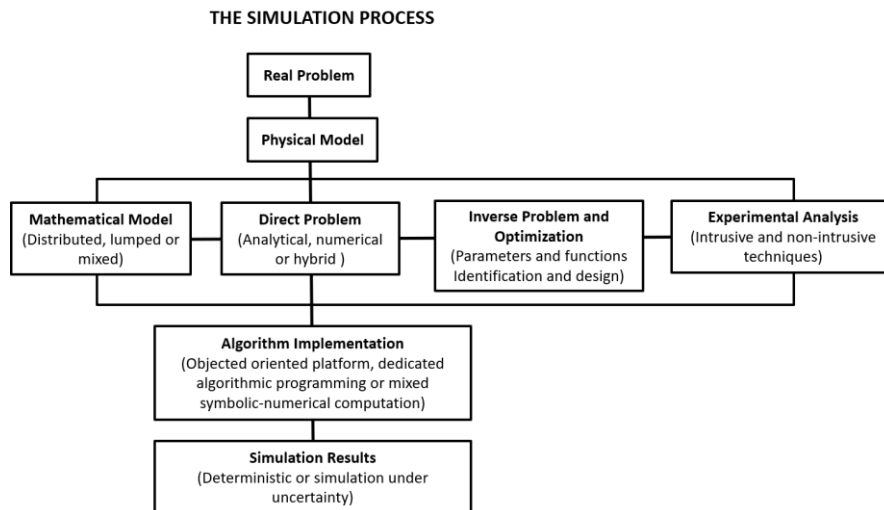 THE SIMULATION PROCESS
Real Problem
Physical Model
Mathematical Model
(Distributed, lumped or
mixed)
Direct Problem
(Analytical, numerical
or hybrid )
Inverse Problem and
Optimization
(Parameters and functions
Identification and design)
Experimental Analysis
(Intrusive and non-intrusive
techniques)
Algorithm Implementation
(Objected oriented platform, dedicated
algorithmic programming or mixed
symbolic-numerical computation)
Simulation Results
(Deterministic or simulation under
uncertainty)